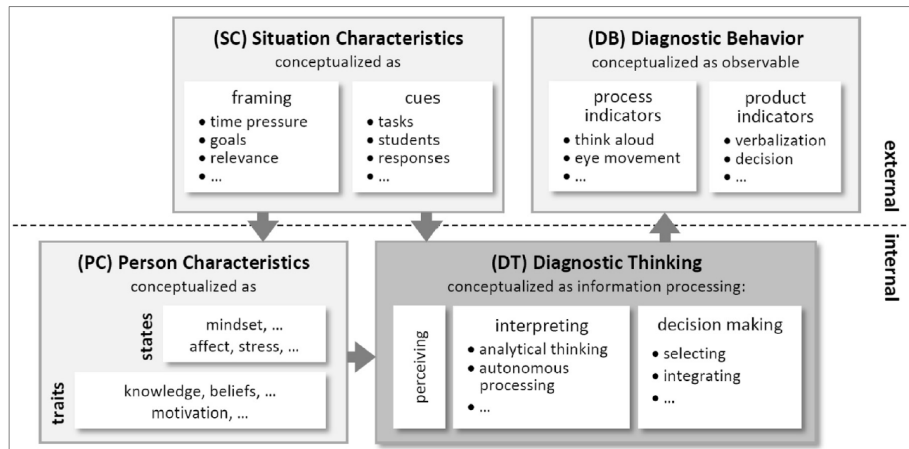 (SC) Situation Characteristics
conceptualized as
framing
• time pressure
• goals
• relevance
• ...
cues
• tasks
• students
• responses
• ...
(DB) Diagnostic Behavior
conceptualized as observable
process
indicators
• think aloud
• eye movement
• ...
product
indicators
• verbalization
• decision
• ...
external
internal
(PC) Person Characteristics
conceptualized as
states
mindset, ...
affect, stress, ...
traits
knowledge, beliefs, ...
motivation, ...
(DT) Diagnostic Thinking
conceptualized as information processing:
perceiving
interpreting
• analytical thinking
• autonomous
processing
• ...
decision making
• selecting
• integrating
• ...